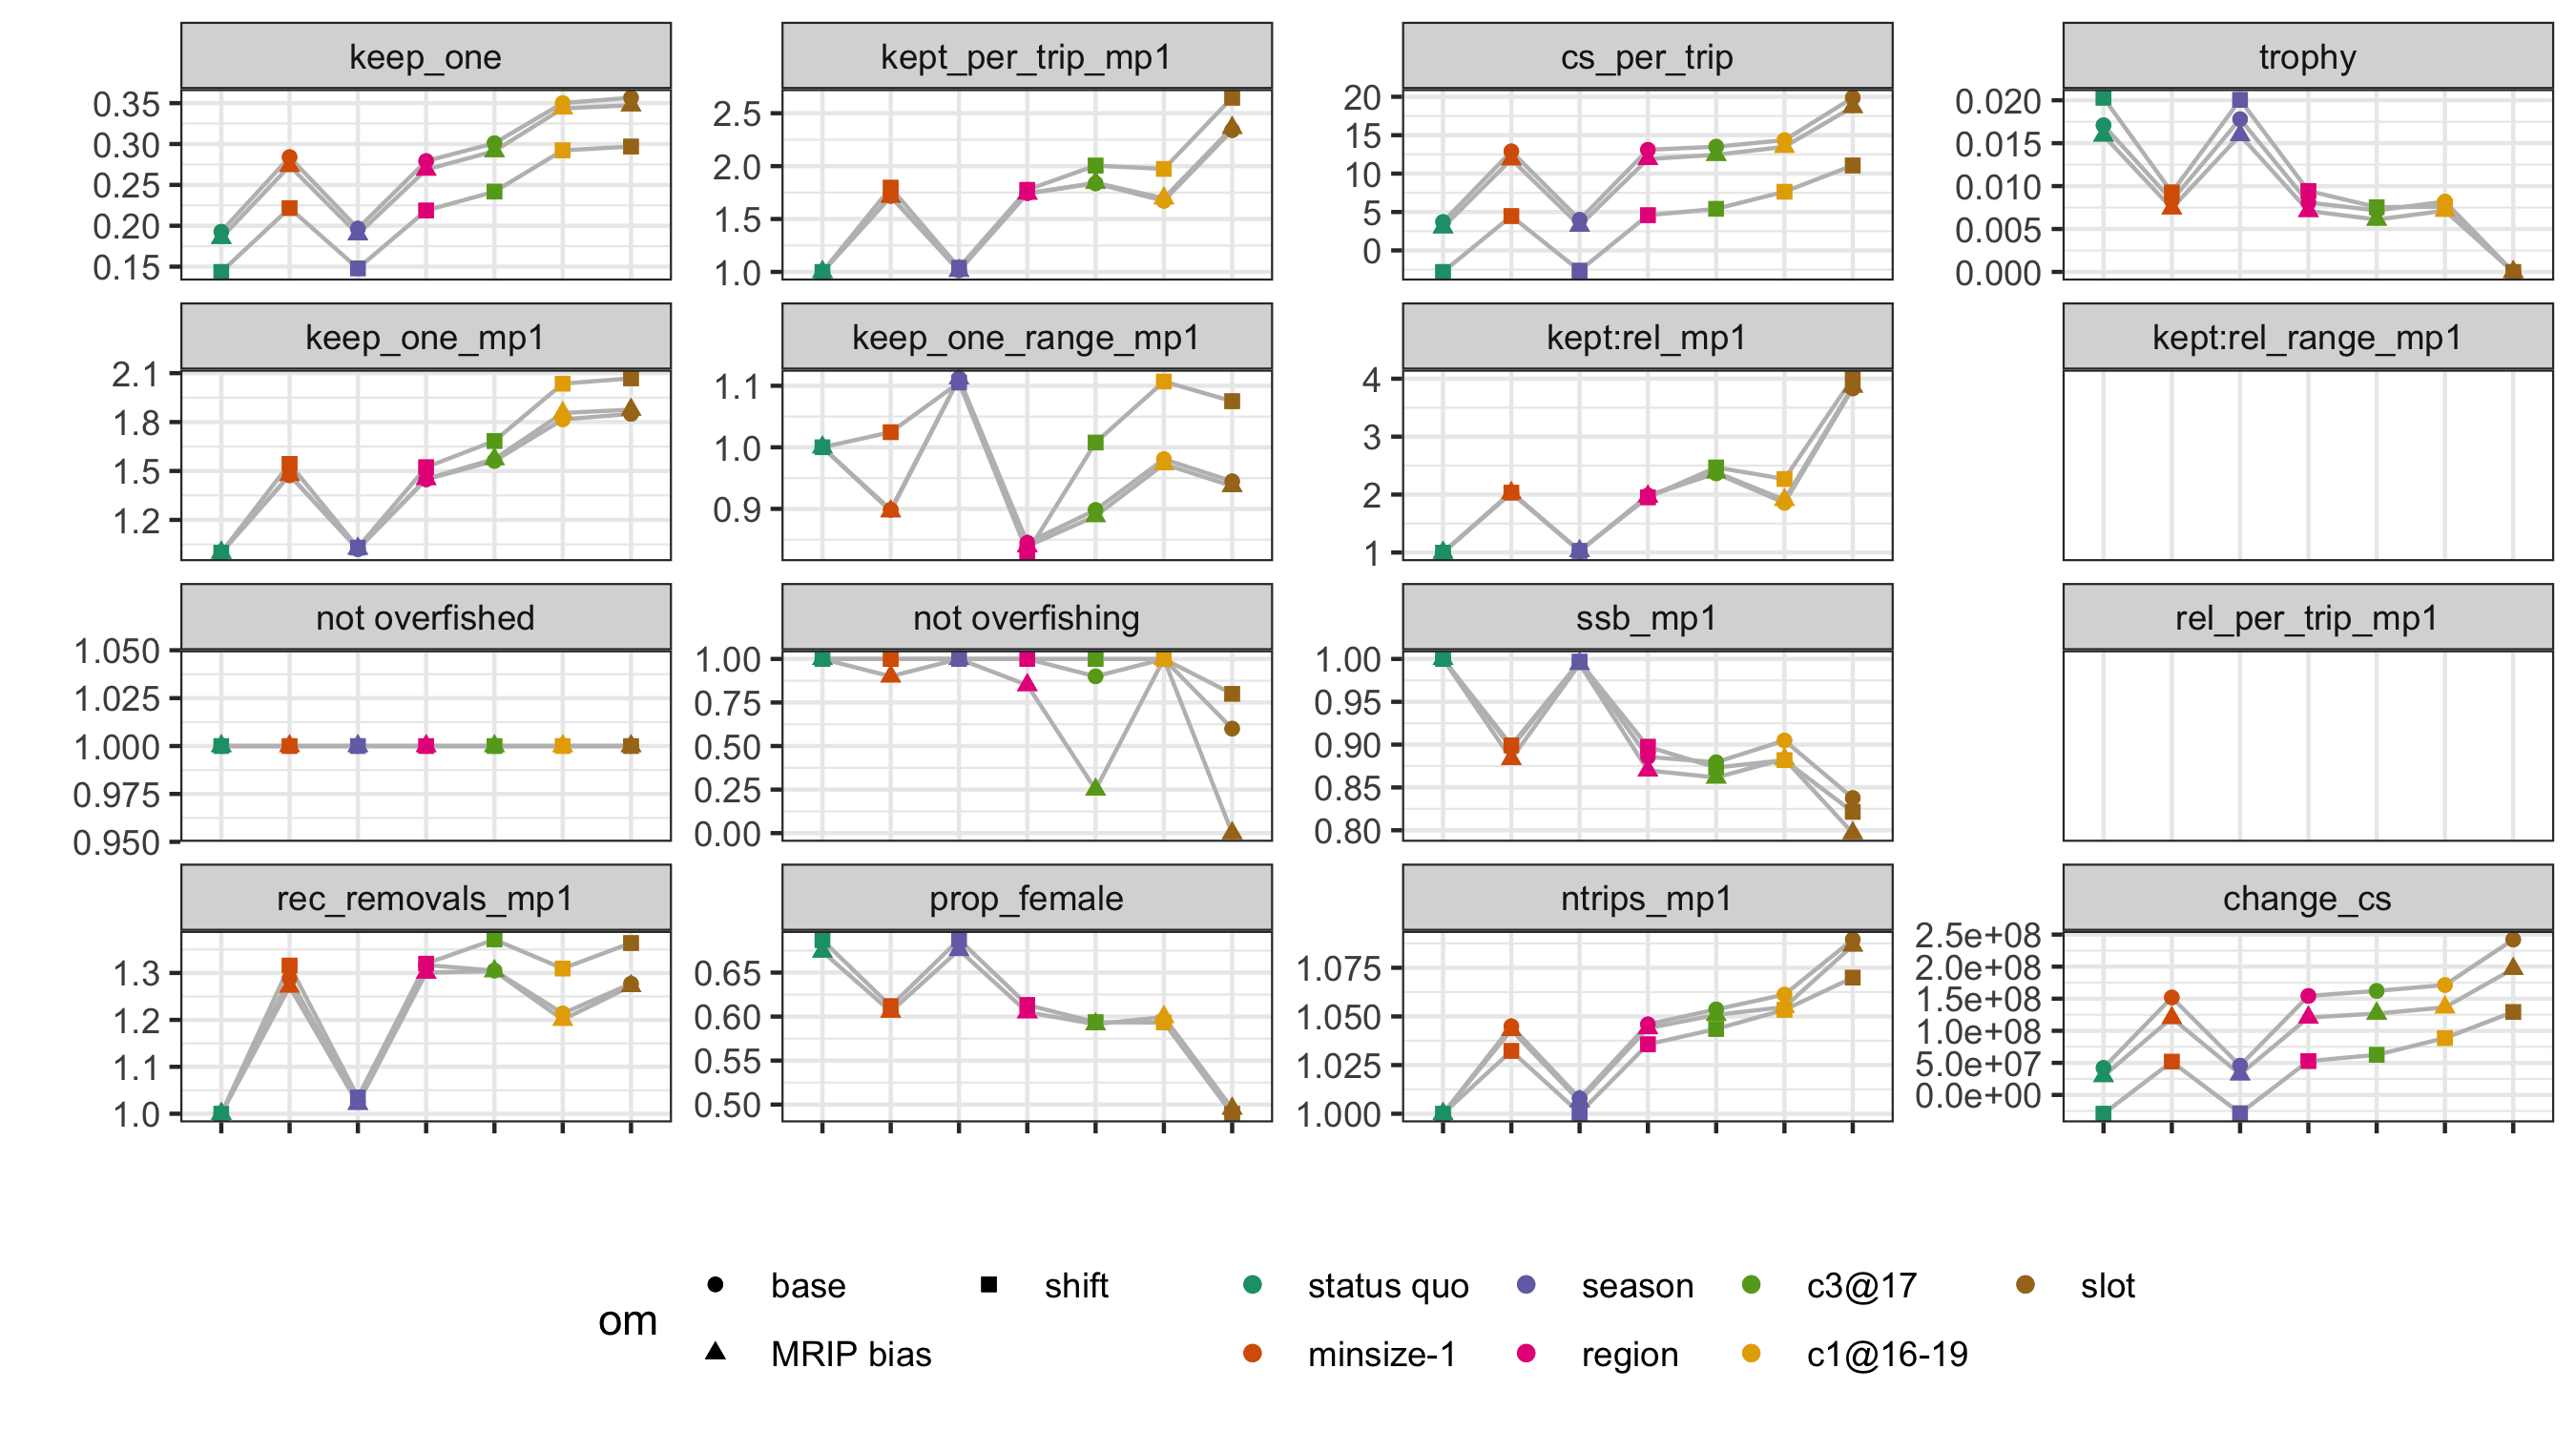 keep_one
kept_per_trip_mp1
cs_per_trip
trophy
0.35
0.30
0.25
0.20
0.15
2.5
2.0
1.5
1.0
20
15
10
5
0
0.020
0.015
0.010
0.005
0.000
keep_one_mp1
keep_one_range_mp1
kept:rel_mp1
kept:rel_range_mp1
2.1
1.8
1.5
1.2
1.1
1.0
0.9
4
3
2
1
not overfished
not overfishing
ssb_mp1
rel_per_trip_mp1
1.050
1.025
1.000
0.975
0.950
1.00
0.75
0.50
0.25
0.00
1.00
0.95
0.90
0.85
0.80
rec_removals_mp1
prop_female
ntrips_mp1
change_cs
1.3
1.2
1.1
1.0
0.65
0.60
0.55
0.50
1.075
1.050
1.025
1.000
2.5e+08
2.0e+08
1.5e+08
1.0e+08
5.0e+07
0.0e+00
om
base
shift
MRIP bias
status quo
season
c3@17
slot
minsize-1
region
c1@16-19